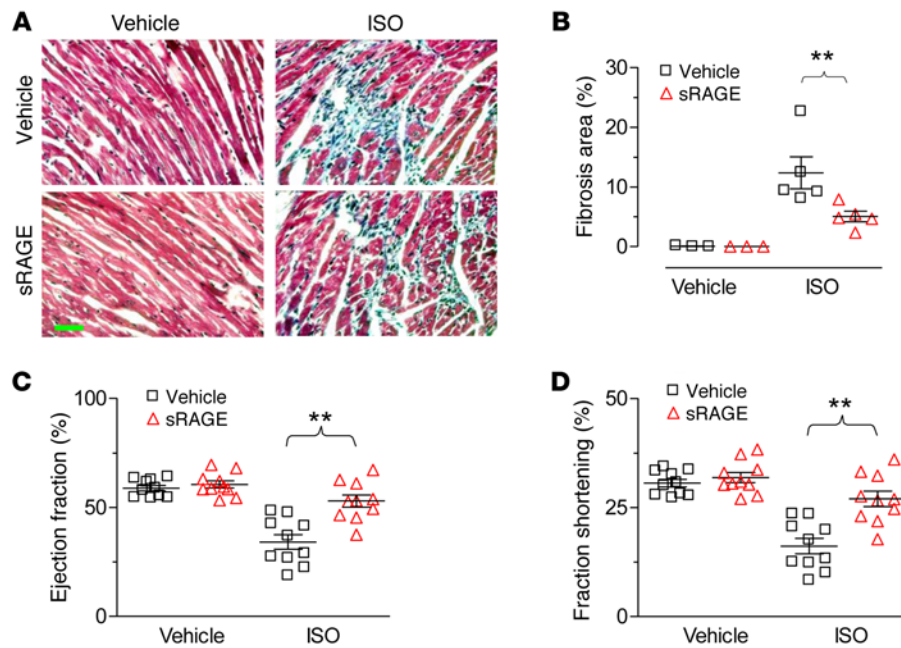 A
Vehicle
ISO
Vehicle
sRAGE
B
Fibrosis area (%)
30
20
10
0
**
Vehicle
sRAGE
Vehicle
ISO
C
Ejection fraction (%)
100
50
0
Vehicle
sRAGE
**
Vehicle
ISO
D
Fraction shortening (%)
50
25
0
Vehicle
sRAGE
**
Vehicle
ISO